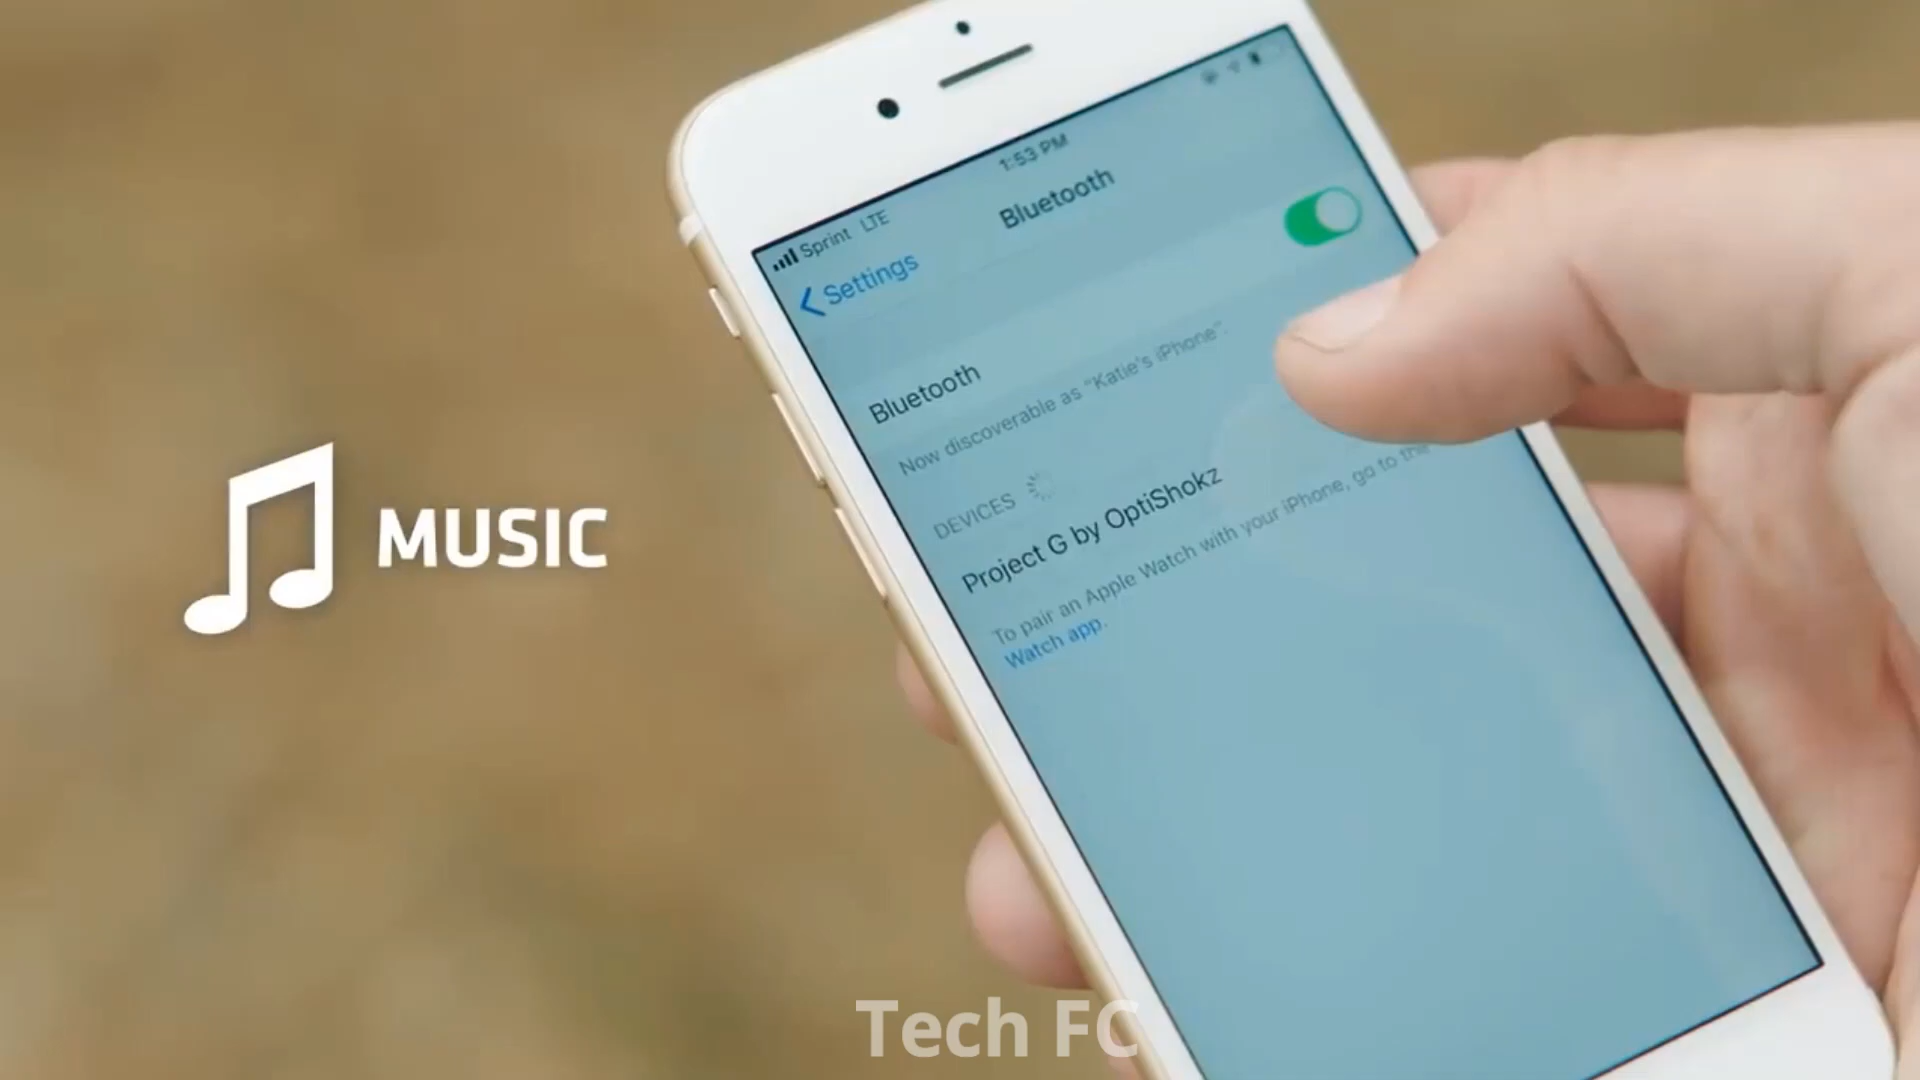 Sprint LTE
1:53 PM
Settings
Bluetooth
Bluetooth
Now discoverable as "Katie's iPhone".
DEVICES
Project G by OptiShokz
To pair an Apple Watch with your iPhone, go to the
Watch app.
MUSIC
Tech FC